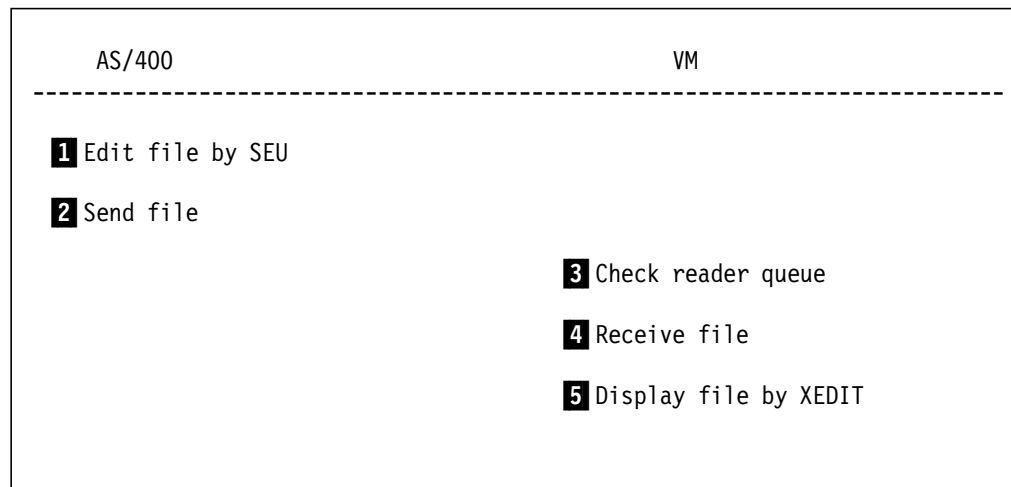 AS/400 VM
--------------------------------------------------------------------------
1 Edit file by SEU
2 Send file
3 Check reader queue
4 Receive file
5 Display file by XEDIT